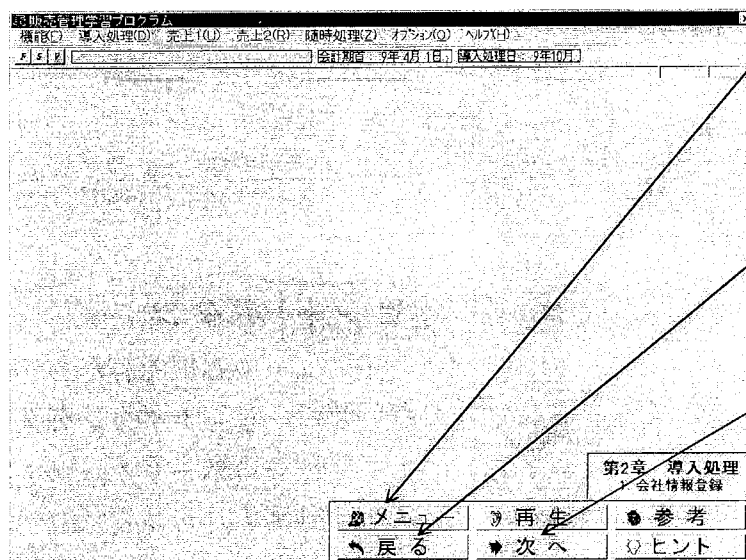 販売管理学習プログラム
機能(F) 導入処理(D) 売上1(U) 売上2(R) 随時処理(Z) オプション(O) ヘルプ(H)
会計期首： 9年 4月 1日 導入処理日： 9年10月
第2章 導入処理
1. 会社情報登録
メニュー 再生 参考
戻る 次へ ヒント